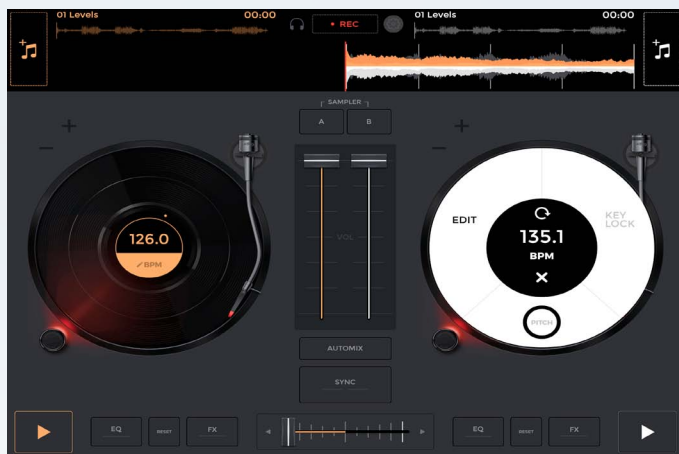 01 Levels 00:00
• REC
01 Levels 00:00
SAMPLER
A B
126.0
✓BPM
VOL
EDIT
KEY
LOCK
135.1
BPM
PITCH
AUTOMIX
SYNC
EQ RESET FX
EQ RESET FX